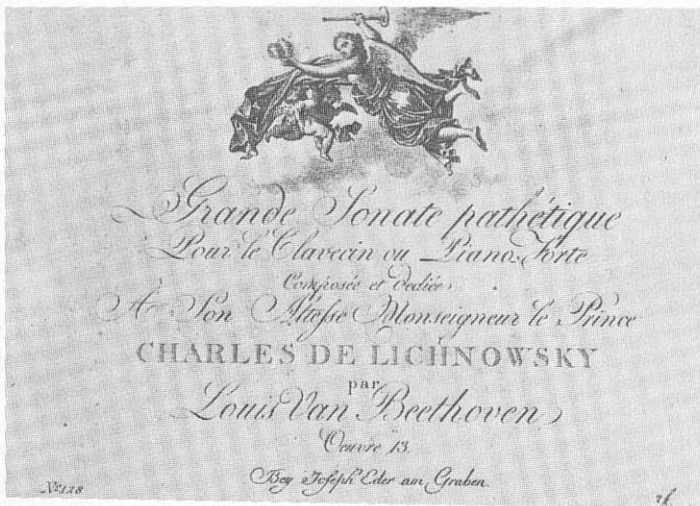 Grande Sonate pathétique
Pour le Clavecin ou Piano-Forte
Composée et dediée
A Son Altesse Monseigneur le Prince
CHARLES DE LICHNOWSKY
par
Louis Van Beethoven
Oeuvre 13.
Bey Joseph Eder am Graben.
№128